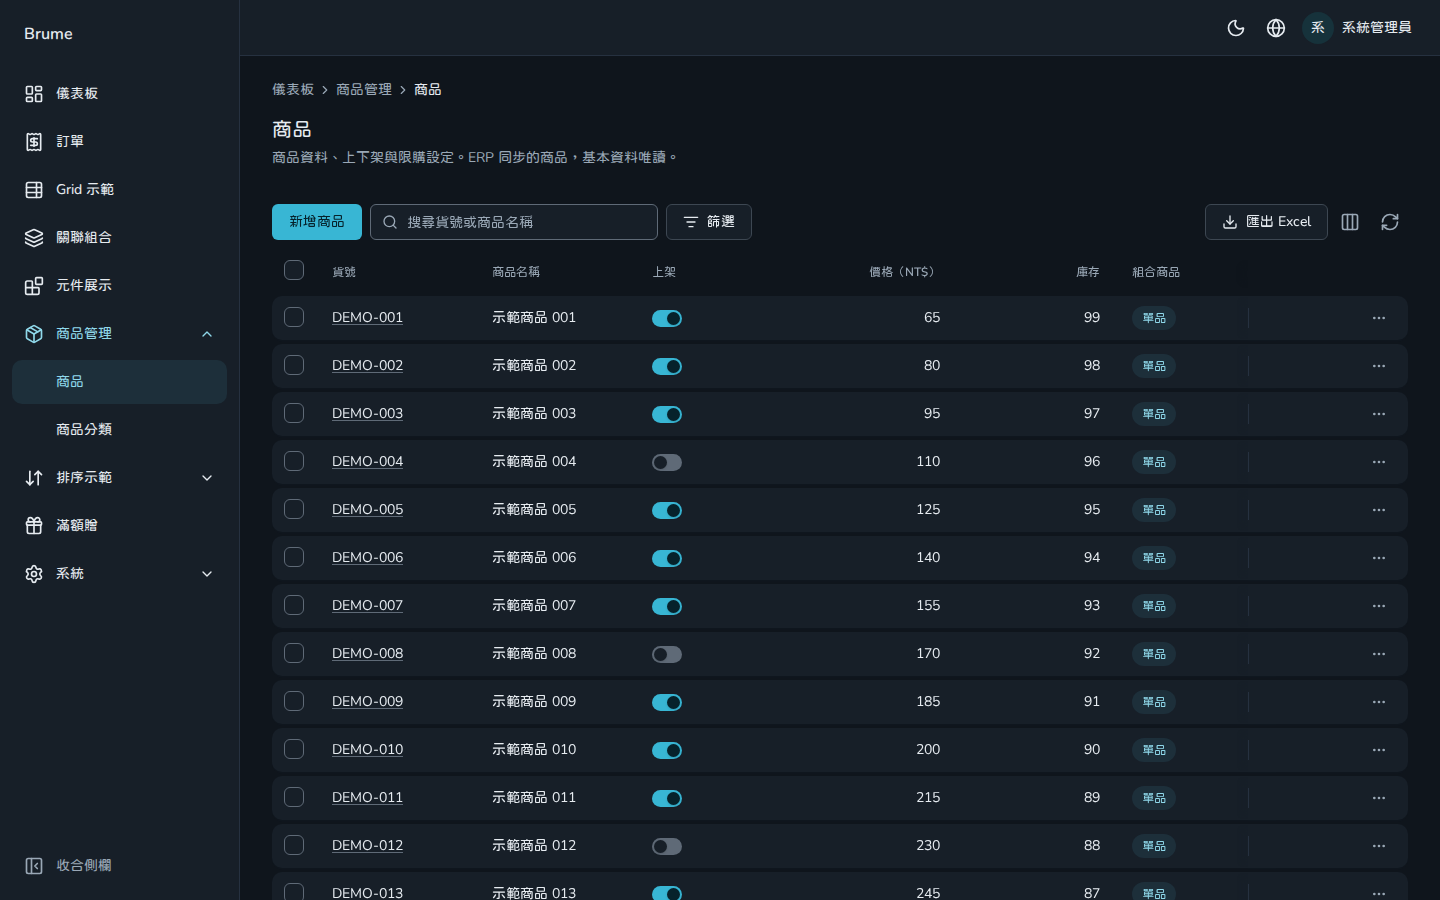 Brume
系 系統管理員
儀表板
訂單
Grid 示範
關聯組合
元件展示
商品管理
商品
商品分類
排序示範
滿額贈
系統
收合側欄
儀表板 > 商品管理 > 商品
商品
商品資料、上下架與限購設定。ERP 同步的商品，基本資料唯讀。
新增商品 搜尋貨號或商品名稱 篩選 匯出 Excel
貨號 商品名稱 上架 價格（NT$） 庫存 組合商品
DEMO-001 示範商品 001 65 99 單品
DEMO-002 示範商品 002 80 98 單品
DEMO-003 示範商品 003 95 97 單品
DEMO-004 示範商品 004 110 96 單品
DEMO-005 示範商品 005 125 95 單品
DEMO-006 示範商品 006 140 94 單品
DEMO-007 示範商品 007 155 93 單品
DEMO-008 示範商品 008 170 92 單品
DEMO-009 示範商品 009 185 91 單品
DEMO-010 示範商品 010 200 90 單品
DEMO-011 示範商品 011 215 89 單品
DEMO-012 示範商品 012 230 88 單品
DEMO-013 示範商品 013 245 87 單品